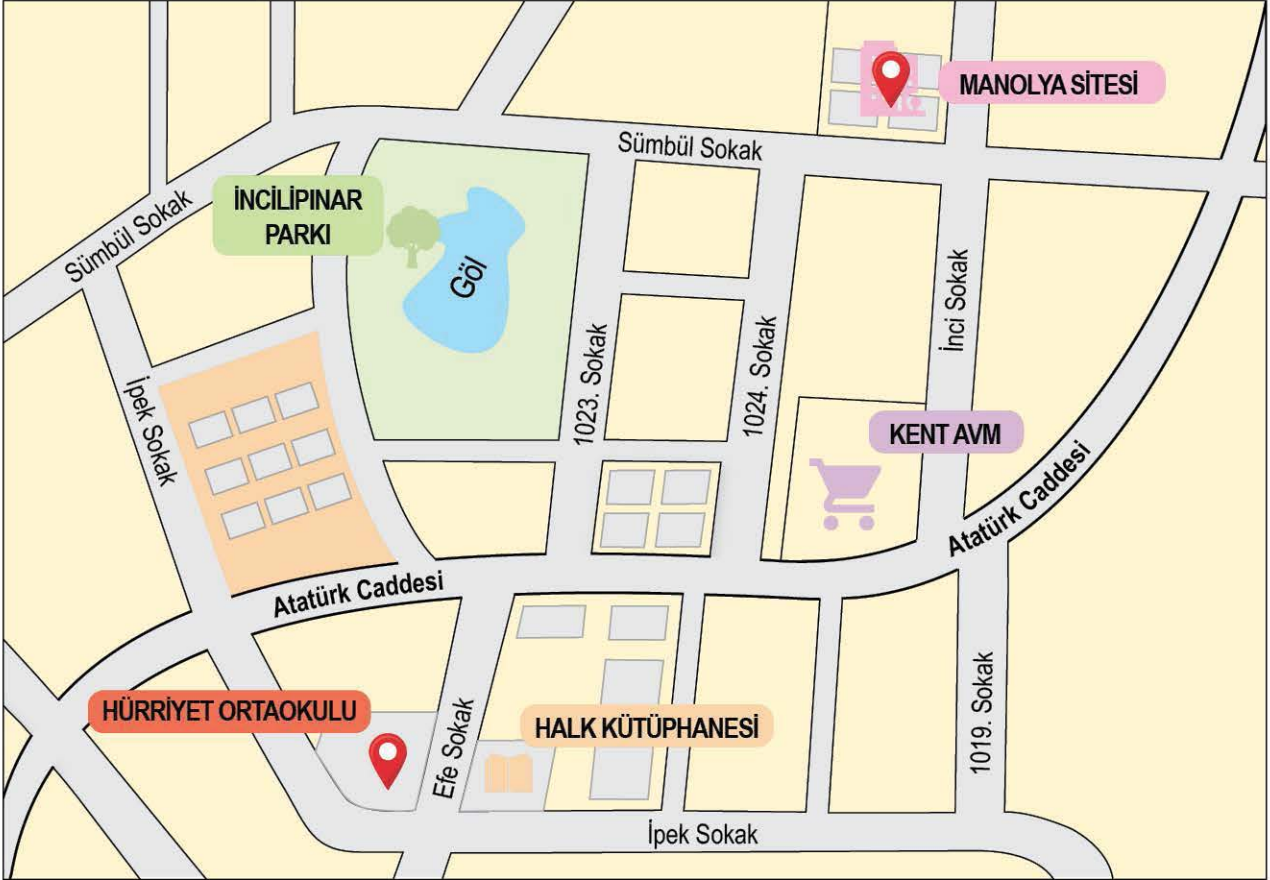 MANOLYA SİTESİ
Sümbül Sokak
İNCİLİPINAR
PARKI
Sümbül Sokak
Göl
İnci Sokak
1023. Sokak
1024. Sokak
İpek Sokak
KENT AVM
Atatürk Caddesi
Atatürk Caddesi
HÜRRİYET ORTAOKULU
Efe Sokak
HALK KÜTÜPHANESİ
1019. Sokak
İpek Sokak